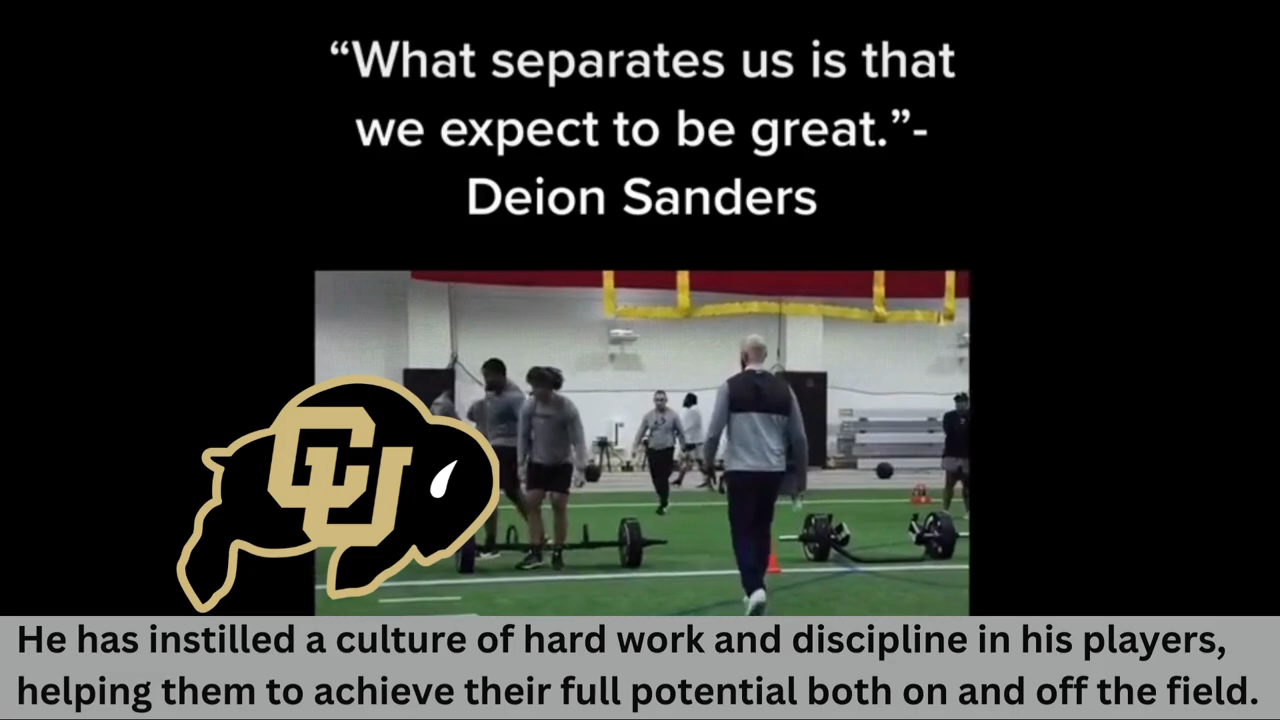 “What separates us is that
we expect to be great.”-
Deion Sanders
CU
He has instilled a culture of hard work and discipline in his players,
helping them to achieve their full potential both on and off the field.